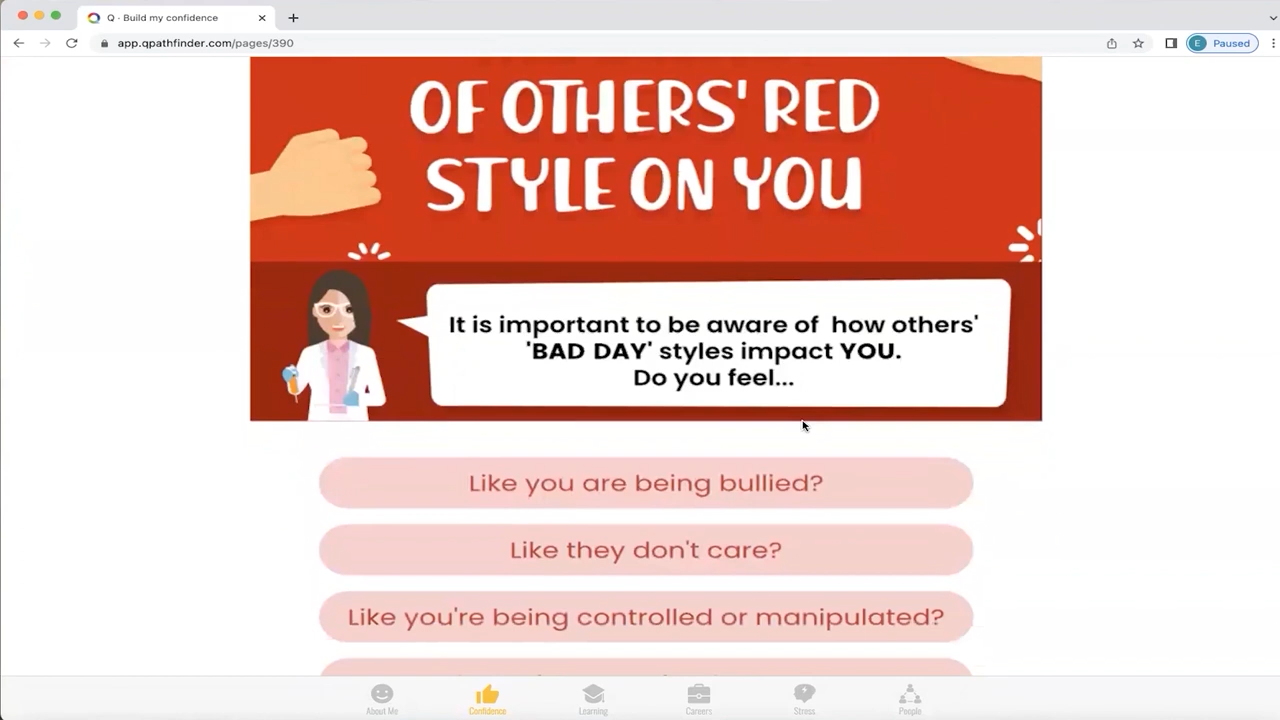 Q - Build my confidence
app.qpathfinder.com/pages/390
E Paused
OF OTHERS' RED
STYLE ON YOU
It is important to be aware of how others'
'BAD DAY' styles impact YOU.
Do you feel...
Like you are being bullied?
Like they don't care?
Like you're being controlled or manipulated?
About Me Confidence Learning Careers Stress People